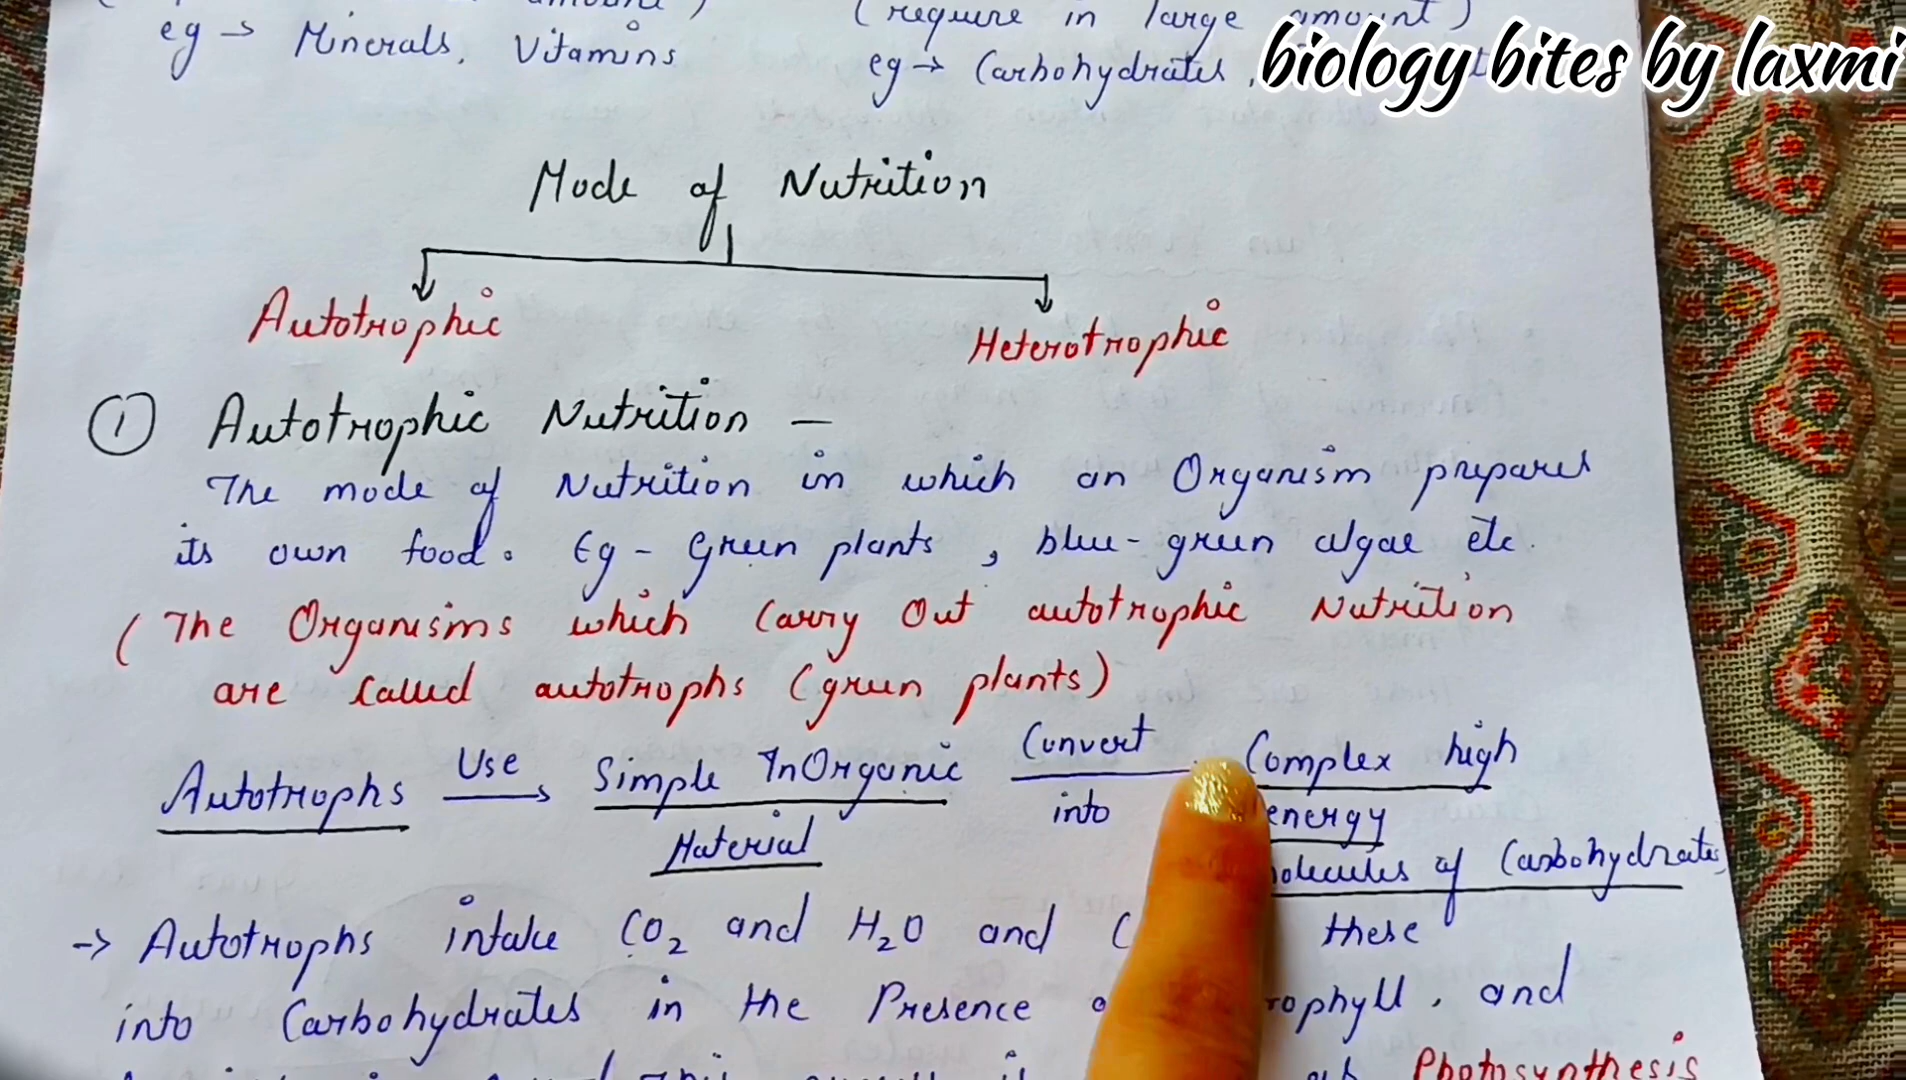 (require in large amount)
eg → Minerals, Vitamins
eg → Carbohydrates,
biology bites by laxmi
Mode of Nutrition
Autotrophic
Heterotrophic
① Autotrophic Nutrition —
The mode of Nutrition in which an Organism prepares
its own food. Eg - Green plants, blue-green algae etc.
(The Organisms which Carry Out autotrophic Nutrition
are called autotrophs (green plants)
Autotrophs Use → Simple InOrganic Material Convert into Complex high energy
molecules of Carbohydrates
→ Autotrophs intake CO₂ and H₂O and these
into Carbohydrates in the Presence and
Photosynthesis